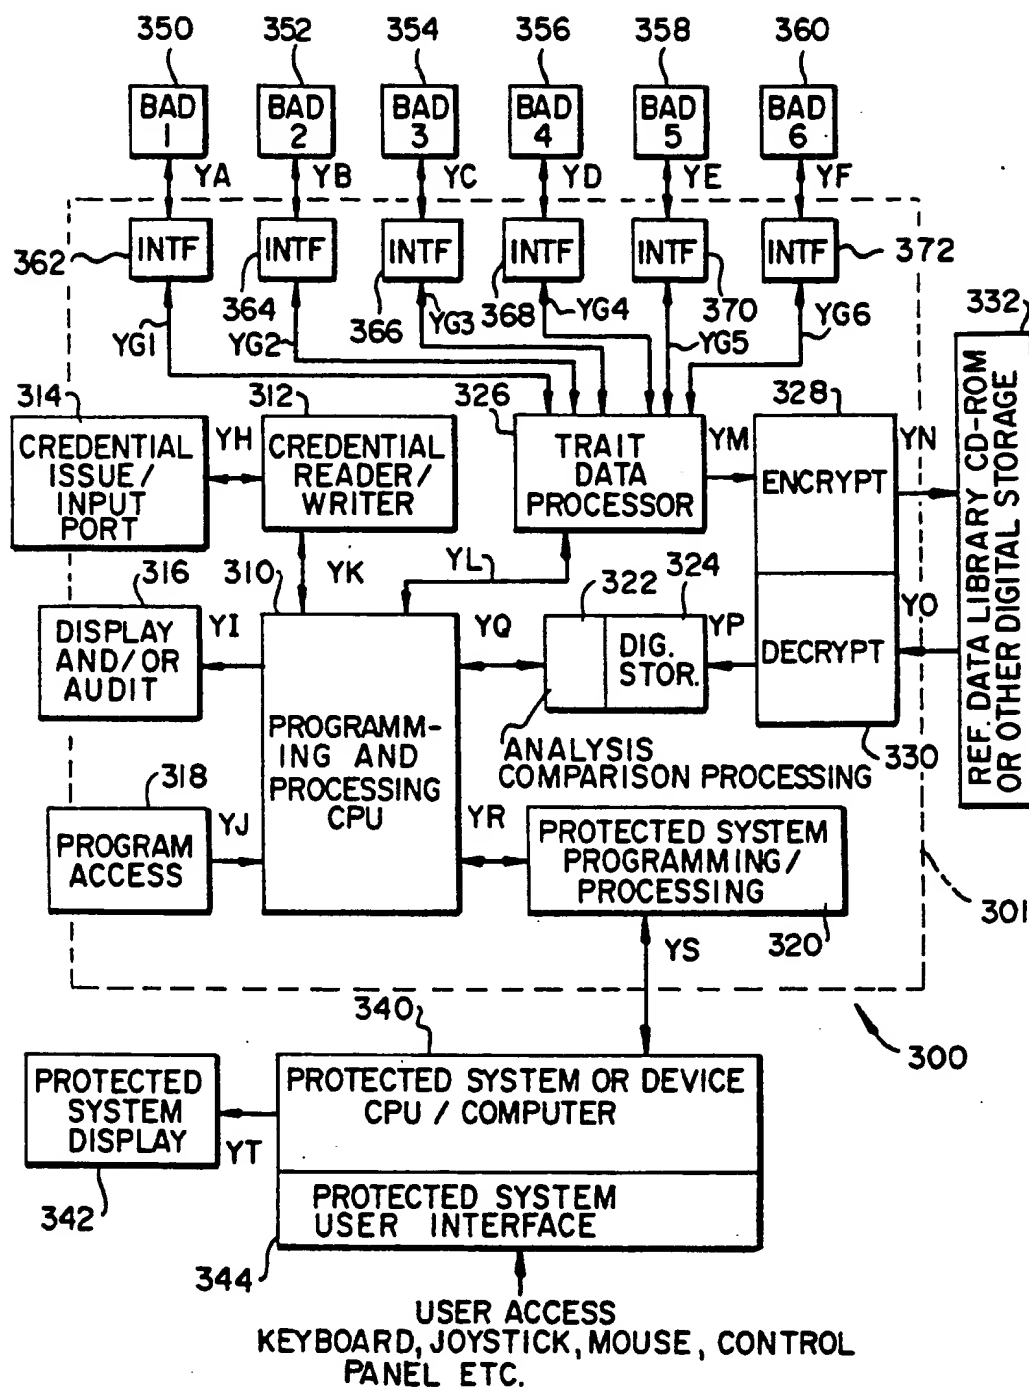 350 352 354 356 358 360
BAD 1
BAD 2
BAD 3
BAD 4
BAD 5
BAD 6
YA YB YC YD YE YF
332
INTF INTF INTF INTF INTF INTF
362 364 366 368 370 372
YG1 YG2 YG3 YG4 YG5 YG6
314
CREDENTIAL
ISSUE/
INPUT
PORT
YH
312
CREDENTIAL
READER/
WRITER
326
TRAIT
DATA
PROCESSOR
YM
328
ENCRYPT
YN
REF. DATA LIBRARY CD-ROM
OR OTHER DIGITAL STORAGE
316
DISPLAY
AND/OR
AUDIT
YI
310
YK
YL
322
324
YQ
DIG.
STOR.
YP
DECRYPT
YO
330
PROGRAMM-
ING AND
PROCESSING
CPU
ANALYSIS
COMPARISON PROCESSING
318
PROGRAM
ACCESS
YJ
YR
PROTECTED SYSTEM
PROGRAMMING/
PROCESSING
320
301
YS
300
340
PROTECTED SYSTEM OR DEVICE
CPU / COMPUTER
PROTECTED
SYSTEM
DISPLAY
YT
342
PROTECTED SYSTEM
USER INTERFACE
344
USER ACCESS
KEYBOARD, JOYSTICK, MOUSE, CONTROL
PANEL ETC.